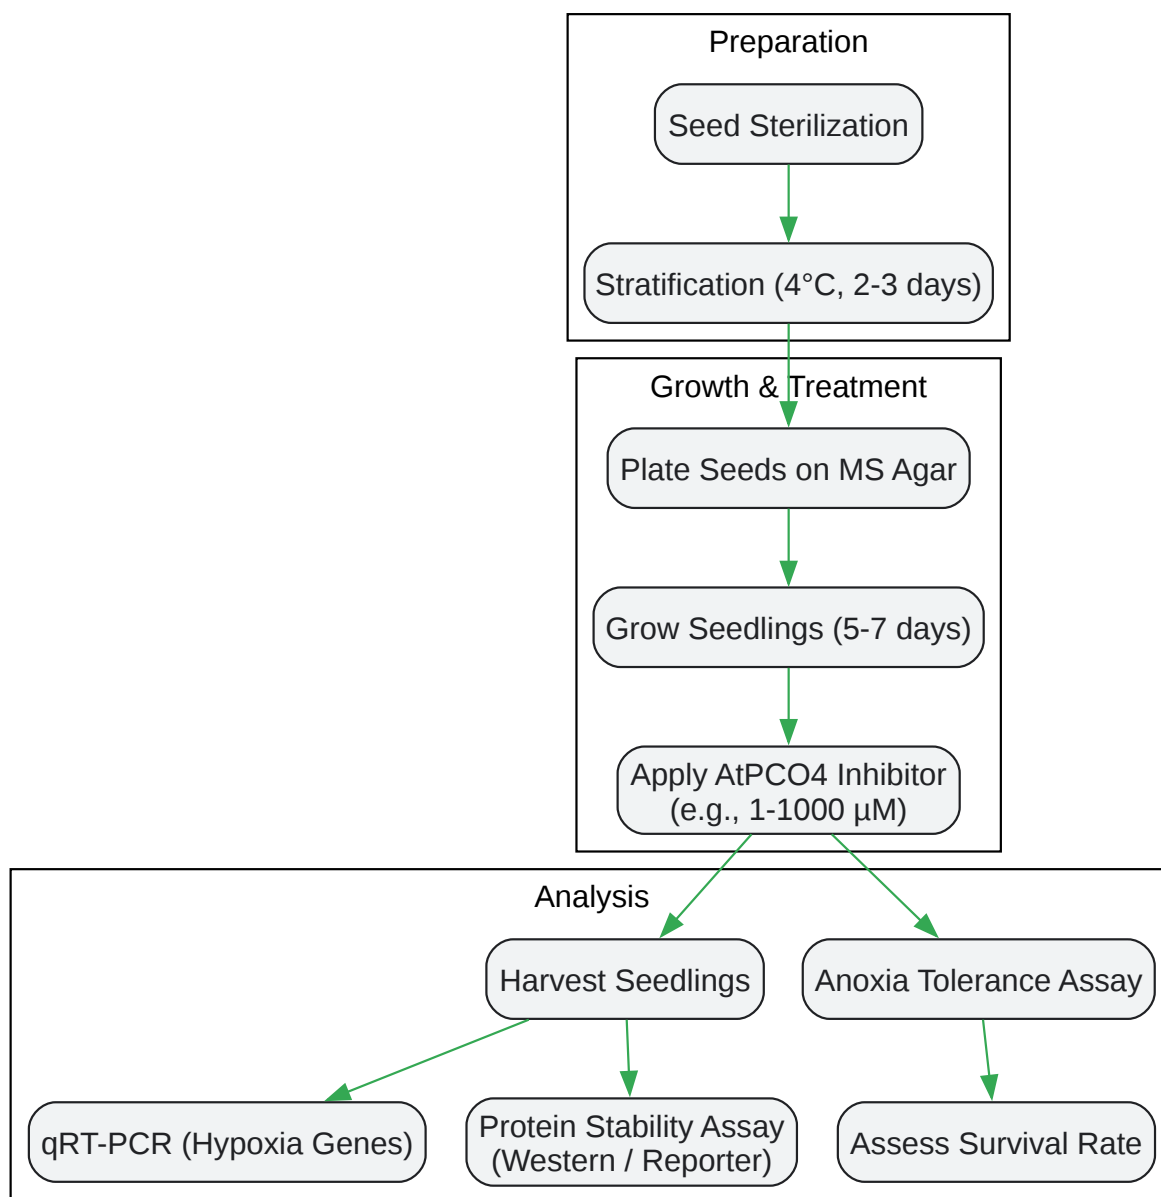 Preparation
Seed Sterilization
Stratification (4°C, 2-3 days)
Growth & Treatment
Plate Seeds on MS Agar
Grow Seedlings (5-7 days)
Apply AtPCO4 Inhibitor
(e.g., 1-1000 µM)
Analysis
Harvest Seedlings
Anoxia Tolerance Assay
qRT-PCR (Hypoxia Genes)
Protein Stability Assay
(Western / Reporter)
Assess Survival Rate